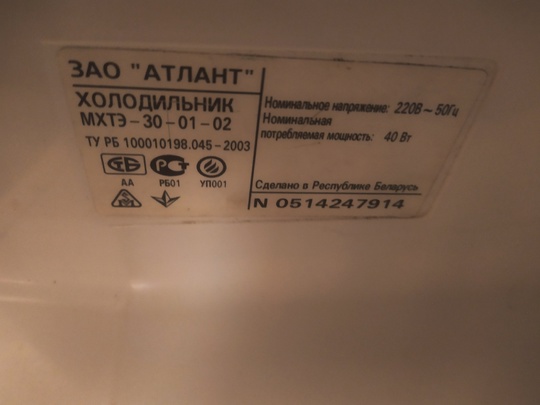 ЗАО "АТЛАНТ"
ХОЛОДИЛЬНИК
МХТЭ-30-01-02
ТУ РБ 100010198.045-2003
АА РБ01 УП001
Номинальное напряжение: 220В ~ 50Гц
Номинальная
потребляемая мощность: 40 Вт
Сделано в Республике Беларусь
N 0514247914